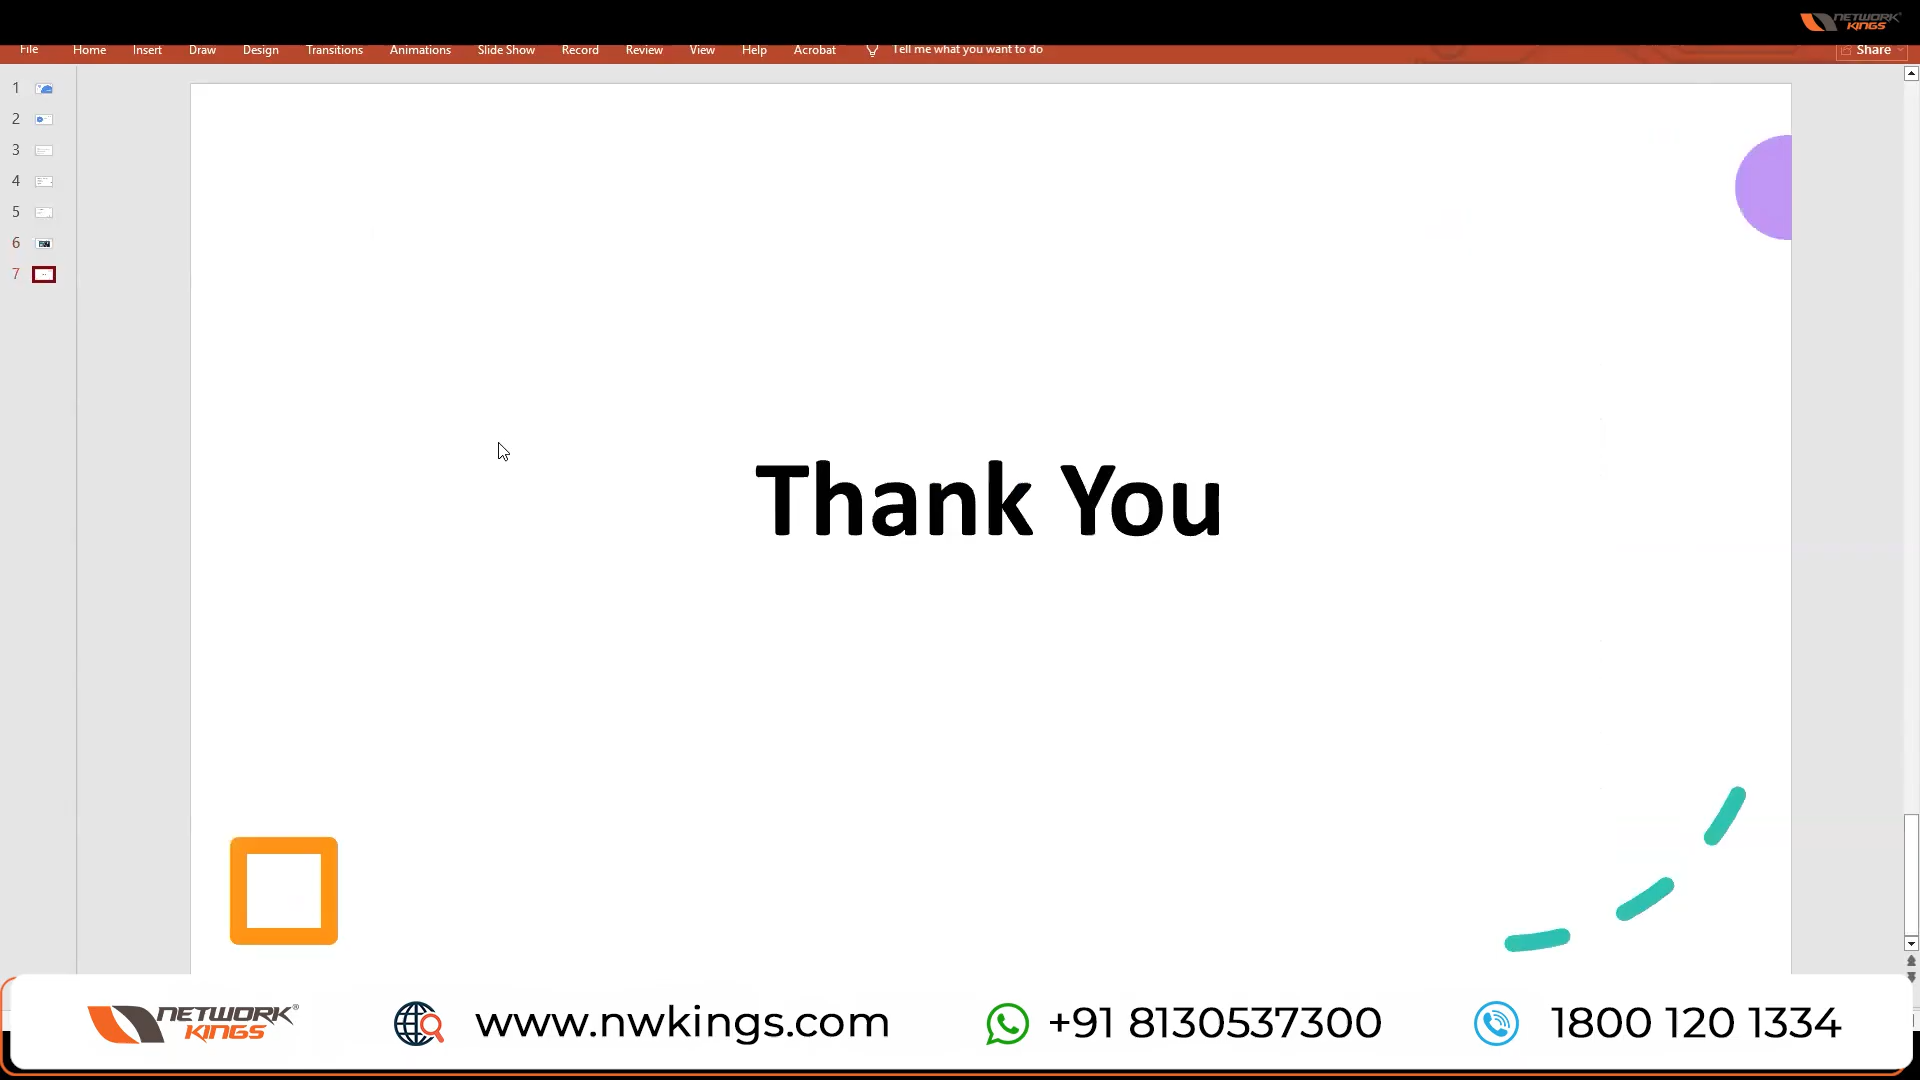 NETWORK
KINGS
File Home Insert Draw Design Transitions Animations Slide Show Record Review View Help Acrobat Tell me what you want to do Share
1
2
3
4
5
6
7
Thank You
NETWORK®
KINGS
www.nwkings.com
+91 8130537300
1800 120 1334